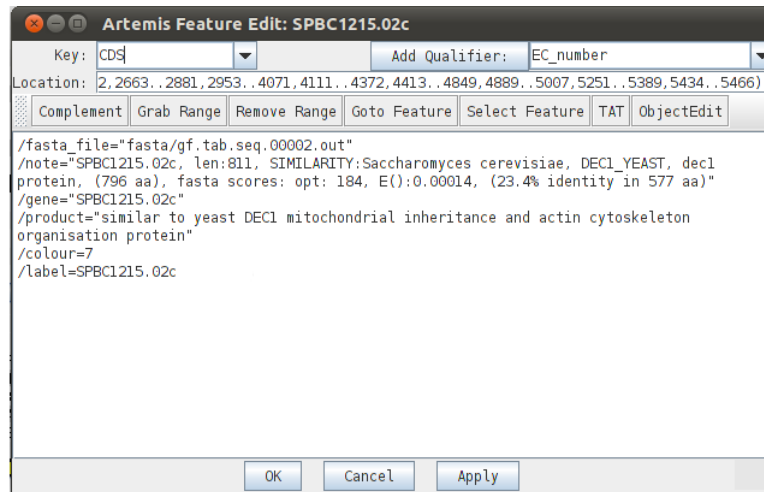 Artemis Feature Edit: SPBC1215.02c
Key: CDS Add Qualifier: EC_number
Location: 2,2663..2881,2953..4071,4111..4372,4413..4849,4889..5007,5251..5389,5434..5466)
Complement Grab Range Remove Range Goto Feature Select Feature TAT ObjectEdit
/fasta_file="fasta/gf.tab.seq.00002.out"
/note="SPBC1215.02c, len:811, SIMILARITY:Saccharomyces cerevisiae, DEC1_YEAST, dec1
protein, (796 aa), fasta scores: opt: 184, E():0.00014, (23.4% identity in 577 aa)"
/gene="SPBC1215.02c"
/product="similar to yeast DEC1 mitochondrial inheritance and actin cytoskeleton
organisation protein"
/colour=7
/label=SPBC1215.02c
OK Cancel Apply